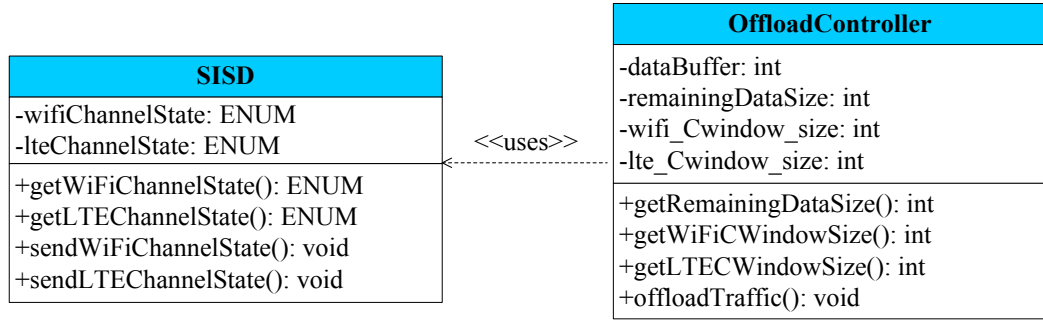 SISD
-wifiChannelState: ENUM
-lteChannelState: ENUM
+getWiFiChannelState(): ENUM
+getLTEChannelState(): ENUM
+sendWiFiChannelState(): void
+sendLTEChannelState(): void
<<uses>>
OffloadController
-dataBuffer: int
-remainingDataSize: int
-wifi_Cwindow_size: int
-lte_Cwindow_size: int
+getRemainingDataSize(): int
+getWiFiCWindowSize(): int
+getLTECWindowSize(): int
+offloadTraffic(): void